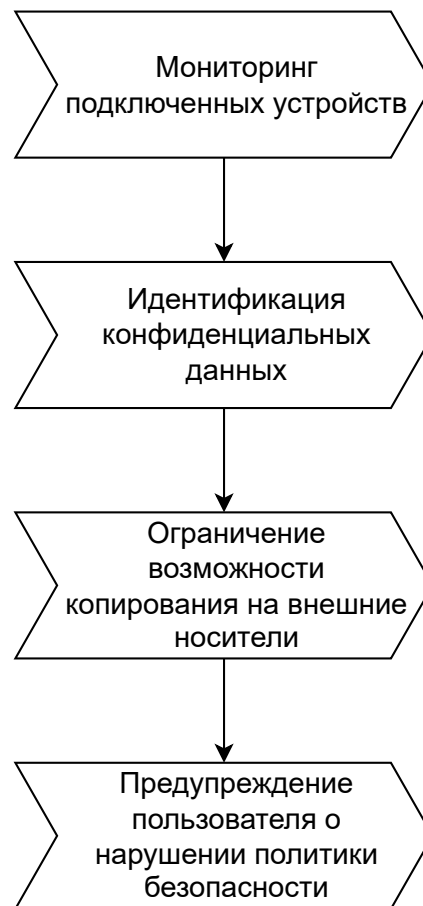 Мониторинг
подключенных устройств
Идентификация
конфиденциальных
данных
Ограничение
возможности
копирования на внешние
носители
Предупреждение
пользователя о
нарушении политики
безопасности